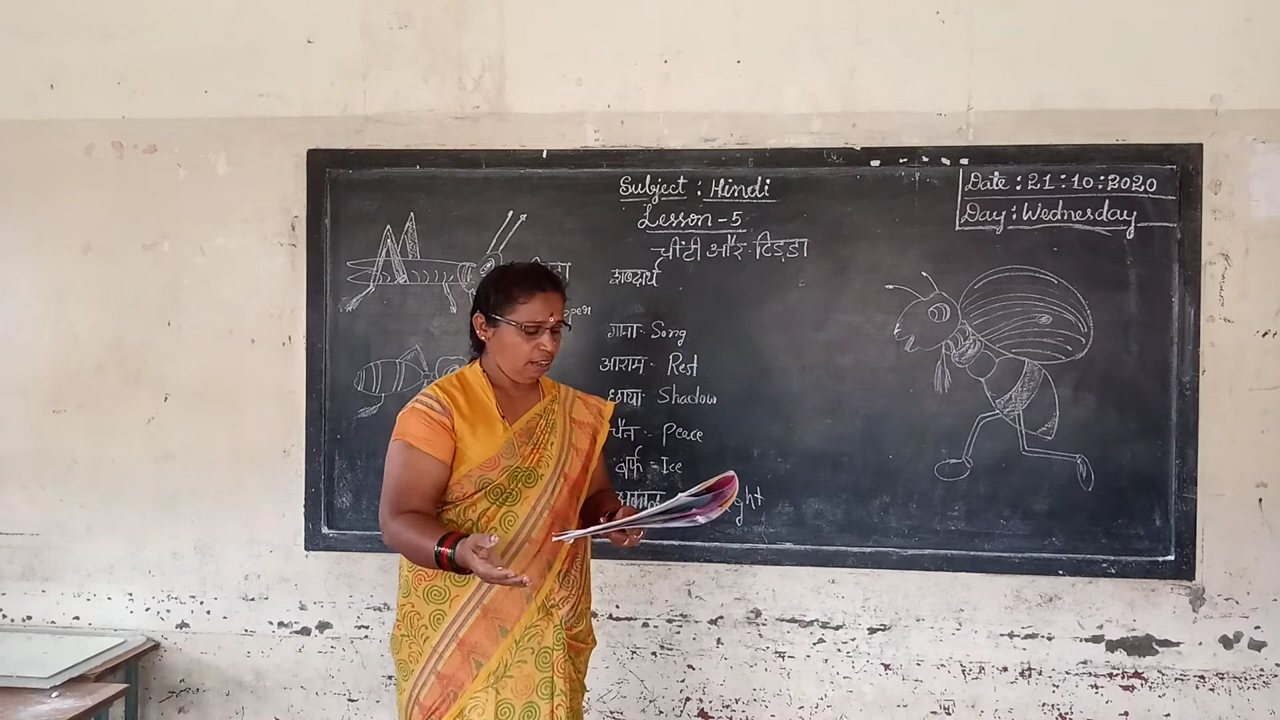 Subject : Hindi
Lesson - 5
चींटी और टिड्डा
शब्दार्थ
गाना - Song
आराम - Rest
छाया - Shadow
चैन - Peace
बर्फ - Ice
Date : 21 : 10 : 2020
Day : Wednesday